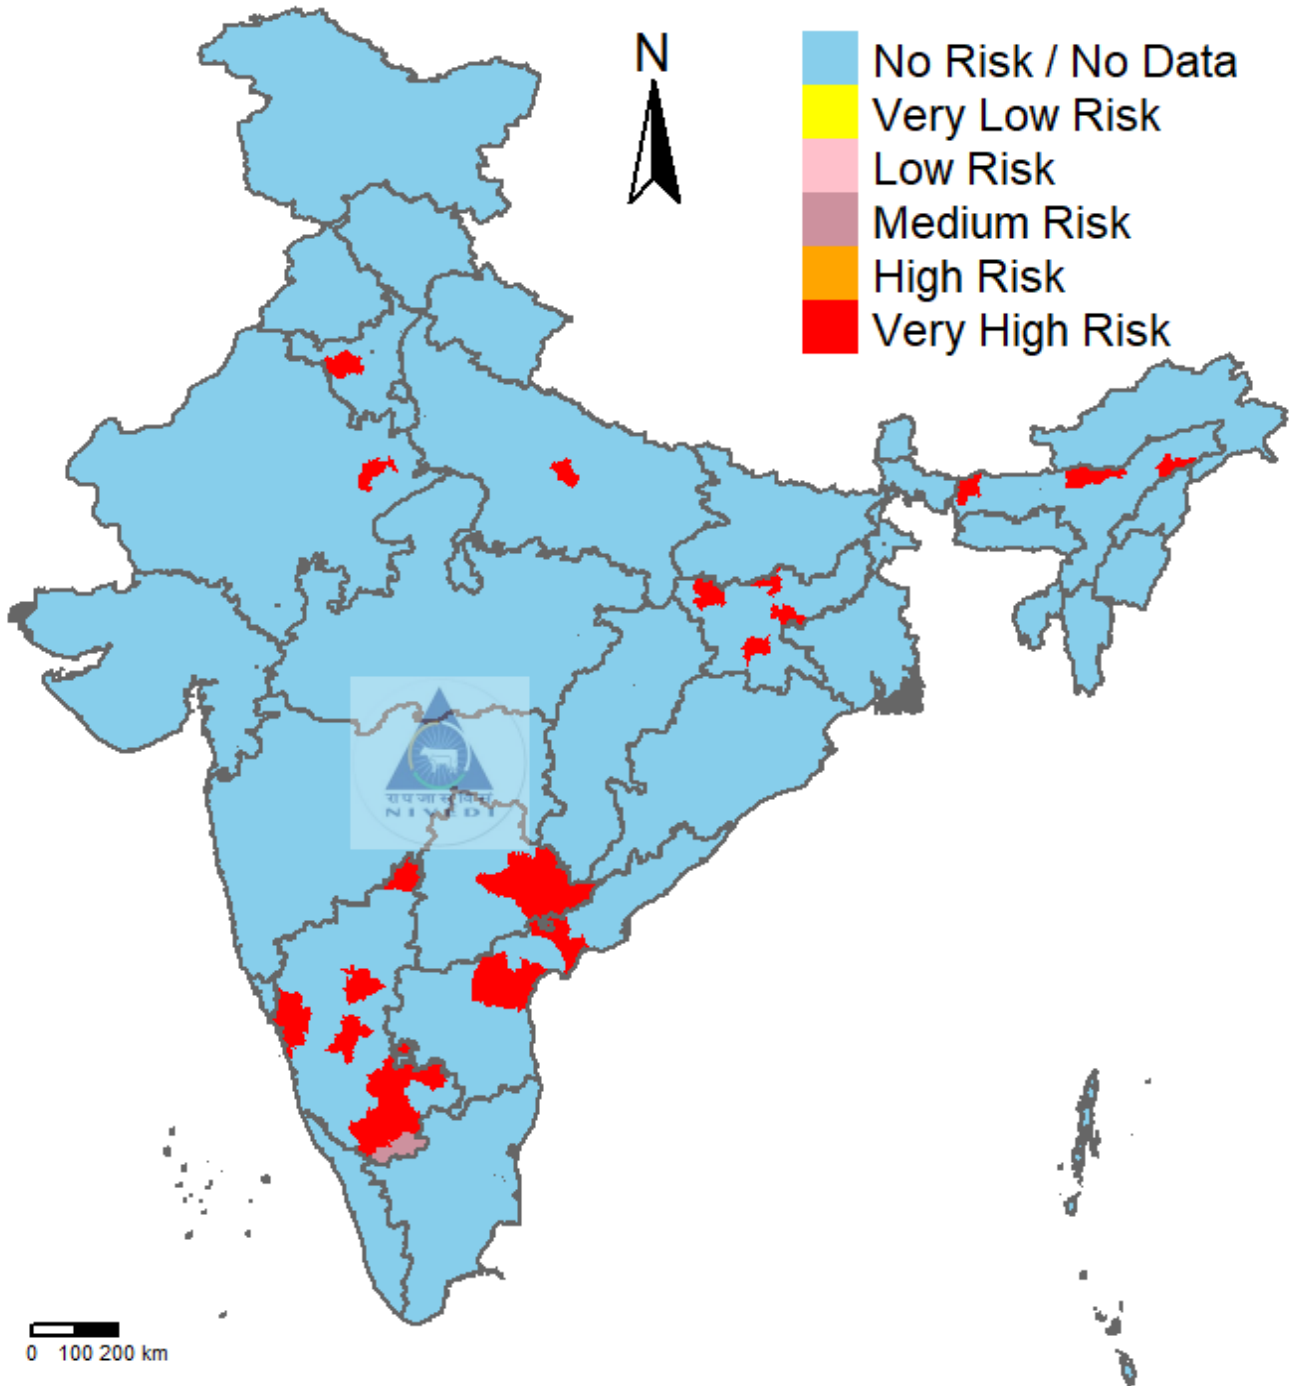 N
No Risk / No Data
Very Low Risk
Low Risk
Medium Risk
High Risk
Very High Risk
NIVEDI
0 100 200 km